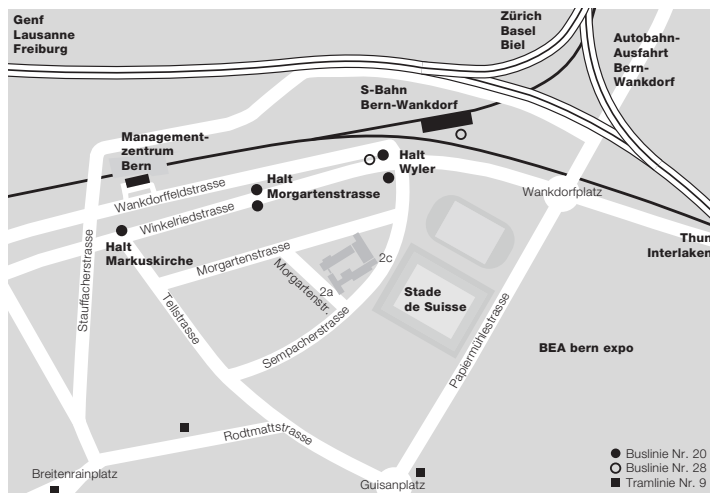 Genf
Lausanne
Freiburg
Zürich
Basel
Biel
Autobahn-
Ausfahrt
Bern-
Wankdorf
S-Bahn
Bern-Wankdorf
Management-
zentrum
Bern
Halt
Wyler
Halt
Morgartenstrasse
Wankdorffeldstrasse
Winkelriedstrasse
Wankdorfplatz
Halt
Markuskirche
Stauffacherstrasse
Morgartenstrasse
Morgartenstr.
2c
2a
Thun
Interlaken
Stade
de Suisse
Tellstrasse
Sempacherstrasse
Papiermühlestrasse
BEA bern expo
Rodtmattstrasse
Breitenrainplatz
Guisanplatz
Buslinie Nr. 20
Buslinie Nr. 28
Tramlinie Nr. 9